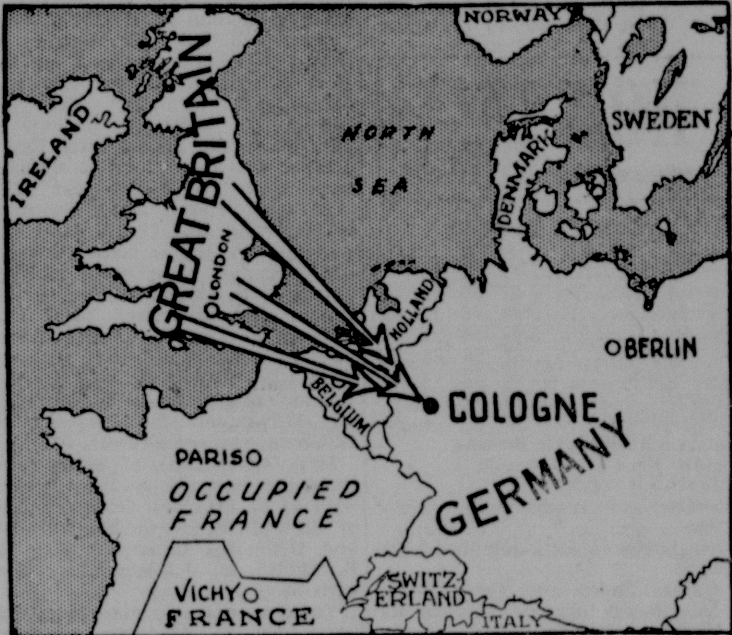 NORWAY
SWEDEN
IRELAND
GREAT BRITAIN
NORTH
SEA
DENMARK
LONDON
HOLLAND
BERLIN
BELGIUM
COLOGNE
GERMANY
PARIS
OCCUPIED
FRANCE
SWITZ-
ERLAND
VICHY
FRANCE
ITALY